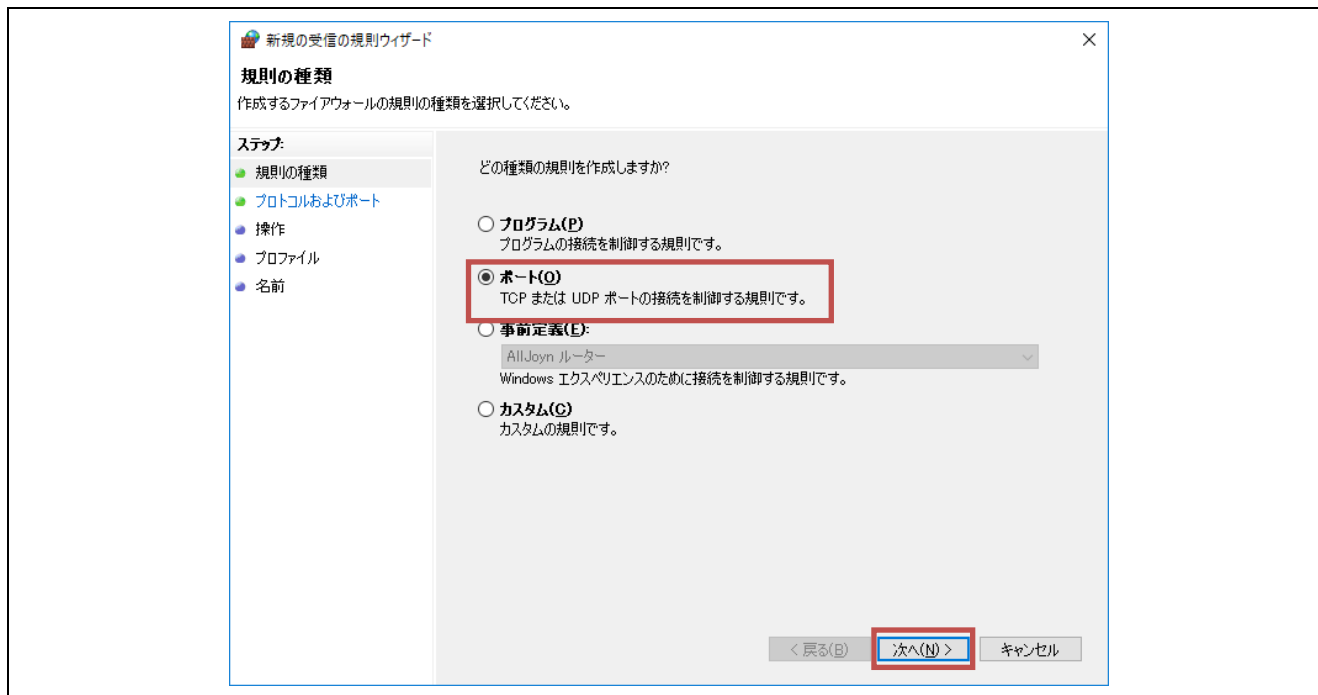 新規の受信の規則ウィザード
規則の種類
作成するファイアウォールの規則の種類を選択してください。
ステップ:
規則の種類
プロトコルおよびポート
操作
プロファイル
名前
どの種類の規則を作成しますか?
プログラム(P)
プログラムの接続を制御する規則です。
ポート(O)
TCP または UDP ポートの接続を制御する規則です。
事前定義(E):
AllJoyn ルーター
Windows エクスペリエンスのために接続を制御する規則です。
カスタム(C)
カスタムの規則です。
< 戻る(B) 次へ(N) > キャンセル